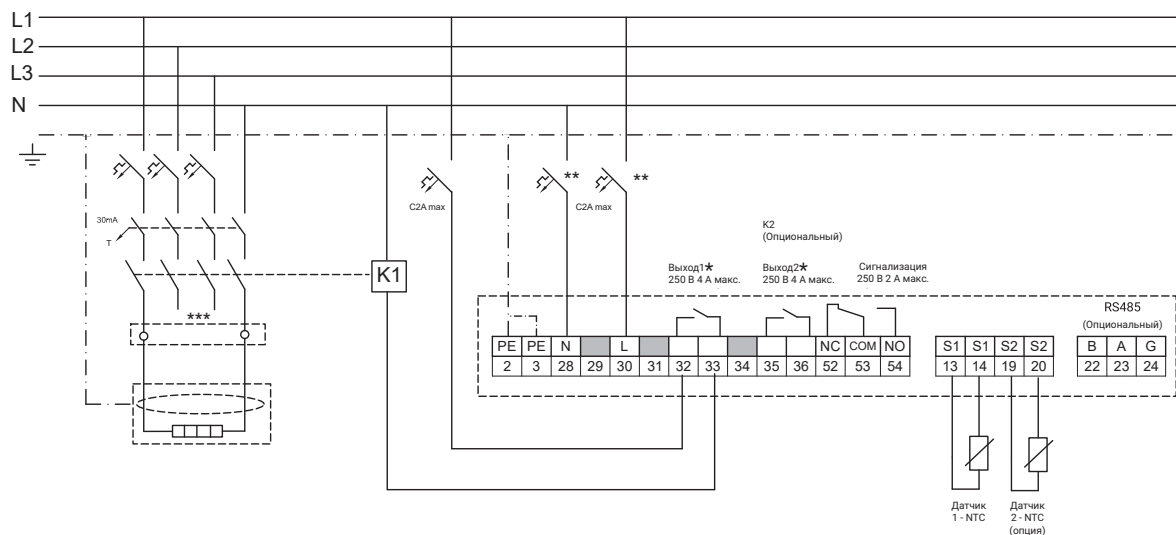 L1
L2
L3
N
30mA
T
***
K1
C2A max
**
C2A max
**
K2
(Опциональный)
Выход1*
250 В 4 А макс.
Выход2*
250 В 4 А макс.
Сигнализация
250 В 2 А макс.
RS485
(Опциональный)
PE PE N L NC COM NO
2 3 28 29 30 31 32 33 34 35 36 52 53 54
S1 S1 S2 S2
13 14 19 20
B A G
22 23 24
Датчик
1 - NTC
Датчик
2 - NTC
(опция)